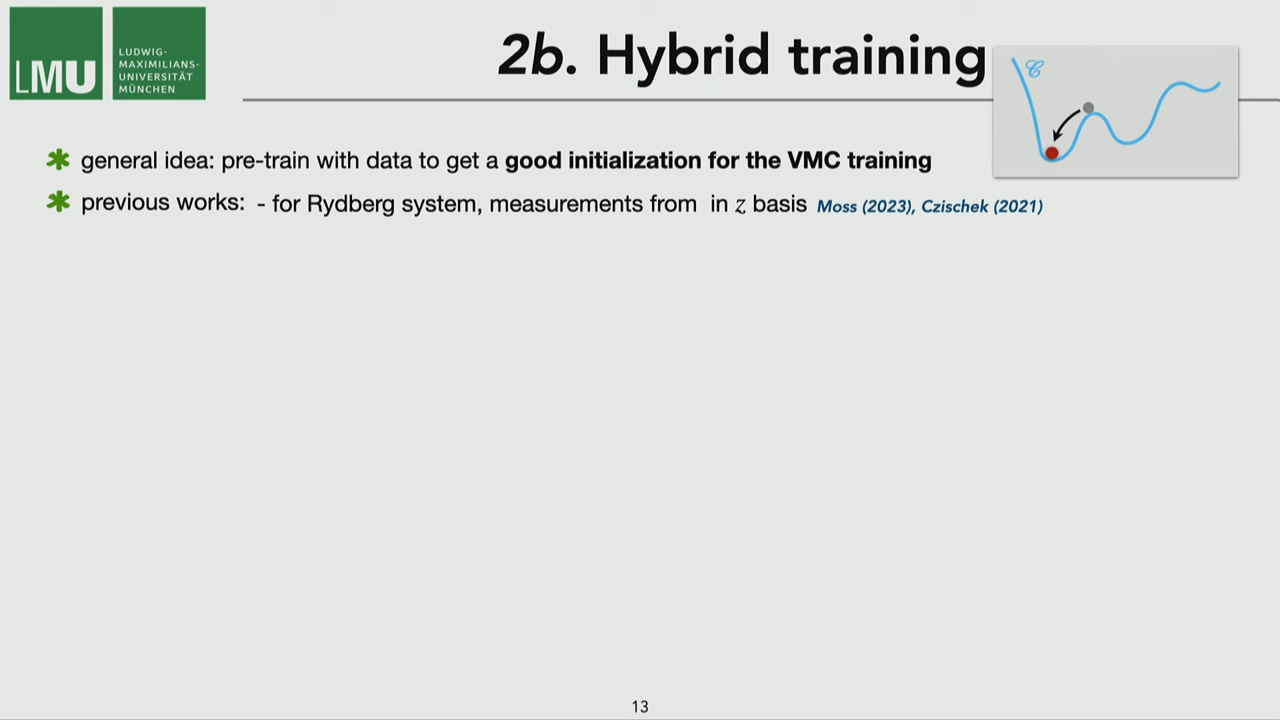 LMU
LUDWIG-
MAXIMILIANS-
UNIVERSITÄT
MÜNCHEN
2b. Hybrid training
𝒞
✱ general idea: pre-train with data to get a good initialization for the VMC training
✱ previous works: - for Rydberg system, measurements from in z basis Moss (2023), Czischek (2021)
13